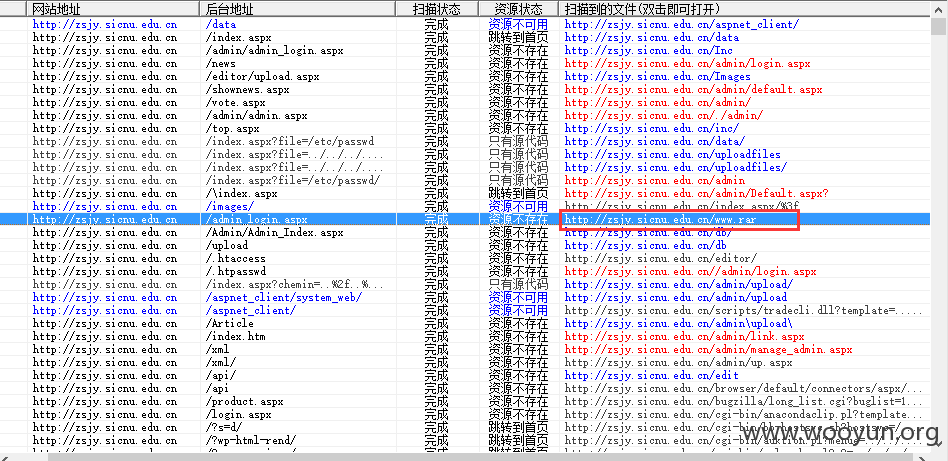 网站地址 后台地址 扫描状态 资源状态 扫描到的文件(双击即可打开)
http://zsjy.sicnu.edu.cn /data 完成 资源不可用 http://zsjy.sicnu.edu.cn/aspnet_client/
http://zsjy.sicnu.edu.cn /index.aspx 完成 跳转到首页 http://zsjy.sicnu.edu.cn/data
http://zsjy.sicnu.edu.cn /admin/admin_login.aspx 完成 资源不存在 http://zsjy.sicnu.edu.cn/Inc
http://zsjy.sicnu.edu.cn /news 完成 资源不存在 http://zsjy.sicnu.edu.cn/admin/login.aspx
http://zsjy.sicnu.edu.cn /editor/upload.aspx 完成 资源不存在 http://zsjy.sicnu.edu.cn/Images
http://zsjy.sicnu.edu.cn /shownews.aspx 完成 资源不存在 http://zsjy.sicnu.edu.cn/admin/default.aspx
http://zsjy.sicnu.edu.cn /vote.aspx 完成 资源不存在 http://zsjy.sicnu.edu.cn/admin/
http://zsjy.sicnu.edu.cn /admin/admin.aspx 完成 资源不存在 http://zsjy.sicnu.edu.cn/./admin/
http://zsjy.sicnu.edu.cn /top.aspx 完成 资源不存在 http://zsjy.sicnu.edu.cn/inc/
http://zsjy.sicnu.edu.cn /index.aspx?file=/etc/passwd 完成 只有源代码 http://zsjy.sicnu.edu.cn/data/
http://zsjy.sicnu.edu.cn /index.aspx?file=../../../.... 完成 只有源代码 http://zsjy.sicnu.edu.cn/uploadfiles
http://zsjy.sicnu.edu.cn /index.aspx?file=../../../.... 完成 只有源代码 http://zsjy.sicnu.edu.cn/uploadfiles/
http://zsjy.sicnu.edu.cn /index.aspx?file=/etc/passwd/ 完成 只有源代码 http://zsjy.sicnu.edu.cn/admin
http://zsjy.sicnu.edu.cn /\index.aspx 完成 跳转到首页 http://zsjy.sicnu.edu.cn/admin/Default.aspx?
http://zsjy.sicnu.edu.cn /images/ 完成 资源不可用 http://zsjy.sicnu.edu.cn/index.aspx/%3f
http://zsjy.sicnu.edu.cn /admin_login.aspx 完成 资源不存在 http://zsjy.sicnu.edu.cn/www.rar
http://zsjy.sicnu.edu.cn /Admin/Admin_Index.aspx 完成 资源不存在 http://zsjy.sicnu.edu.cn/db/
http://zsjy.sicnu.edu.cn /upload 完成 资源不存在 http://zsjy.sicnu.edu.cn/db
http://zsjy.sicnu.edu.cn /.htaccess 完成 资源不存在 http://zsjy.sicnu.edu.cn/editor/
http://zsjy.sicnu.edu.cn /.htpasswd 完成 资源不存在 http://zsjy.sicnu.edu.cn//admin/login.aspx
http://zsjy.sicnu.edu.cn /index.aspx?chemin=..%2f..%... 完成 只有源代码 http://zsjy.sicnu.edu.cn/admin/upload/
http://zsjy.sicnu.edu.cn /aspnet_client/system_web/ 完成 资源不可用 http://zsjy.sicnu.edu.cn/admin/upload
http://zsjy.sicnu.edu.cn /aspnet_client/ 完成 资源不可用 http://zsjy.sicnu.edu.cn/scripts/tradecli.dll?template=......
http://zsjy.sicnu.edu.cn /Article 完成 资源不存在 http://zsjy.sicnu.edu.cn/admin\upload\
http://zsjy.sicnu.edu.cn /index.htm 完成 资源不存在 http://zsjy.sicnu.edu.cn/admin/link.aspx
http://zsjy.sicnu.edu.cn /xml 完成 资源不存在 http://zsjy.sicnu.edu.cn/admin/manage_admin.aspx
http://zsjy.sicnu.edu.cn /xml/ 完成 资源不存在 http://zsjy.sicnu.edu.cn/admin/up.aspx
http://zsjy.sicnu.edu.cn /api/ 完成 资源不存在 http://zsjy.sicnu.edu.cn/edit
http://zsjy.sicnu.edu.cn /api 完成 资源不存在 http://zsjy.sicnu.edu.cn/browser/default/connectors/aspx/...
http://zsjy.sicnu.edu.cn /product.aspx 完成 资源不存在 http://zsjy.sicnu.edu.cn/bugzilla/long_list.cgi?buglist=1...
http://zsjy.sicnu.edu.cn /login.aspx 完成 资源不存在 http://zsjy.sicnu.edu.cn/cgi-bin/anacondaclip.pl?template...
http://zsjy.sicnu.edu.cn /?s=d/ 完成 跳转到首页
http://zsjy.sicnu.edu.cn /?wp-html-rend/ 完成 跳转到首页 http://zsjy.sicnu.edu.cn/cgi-bin/auktion.pl?menue=
www.wooyun.org